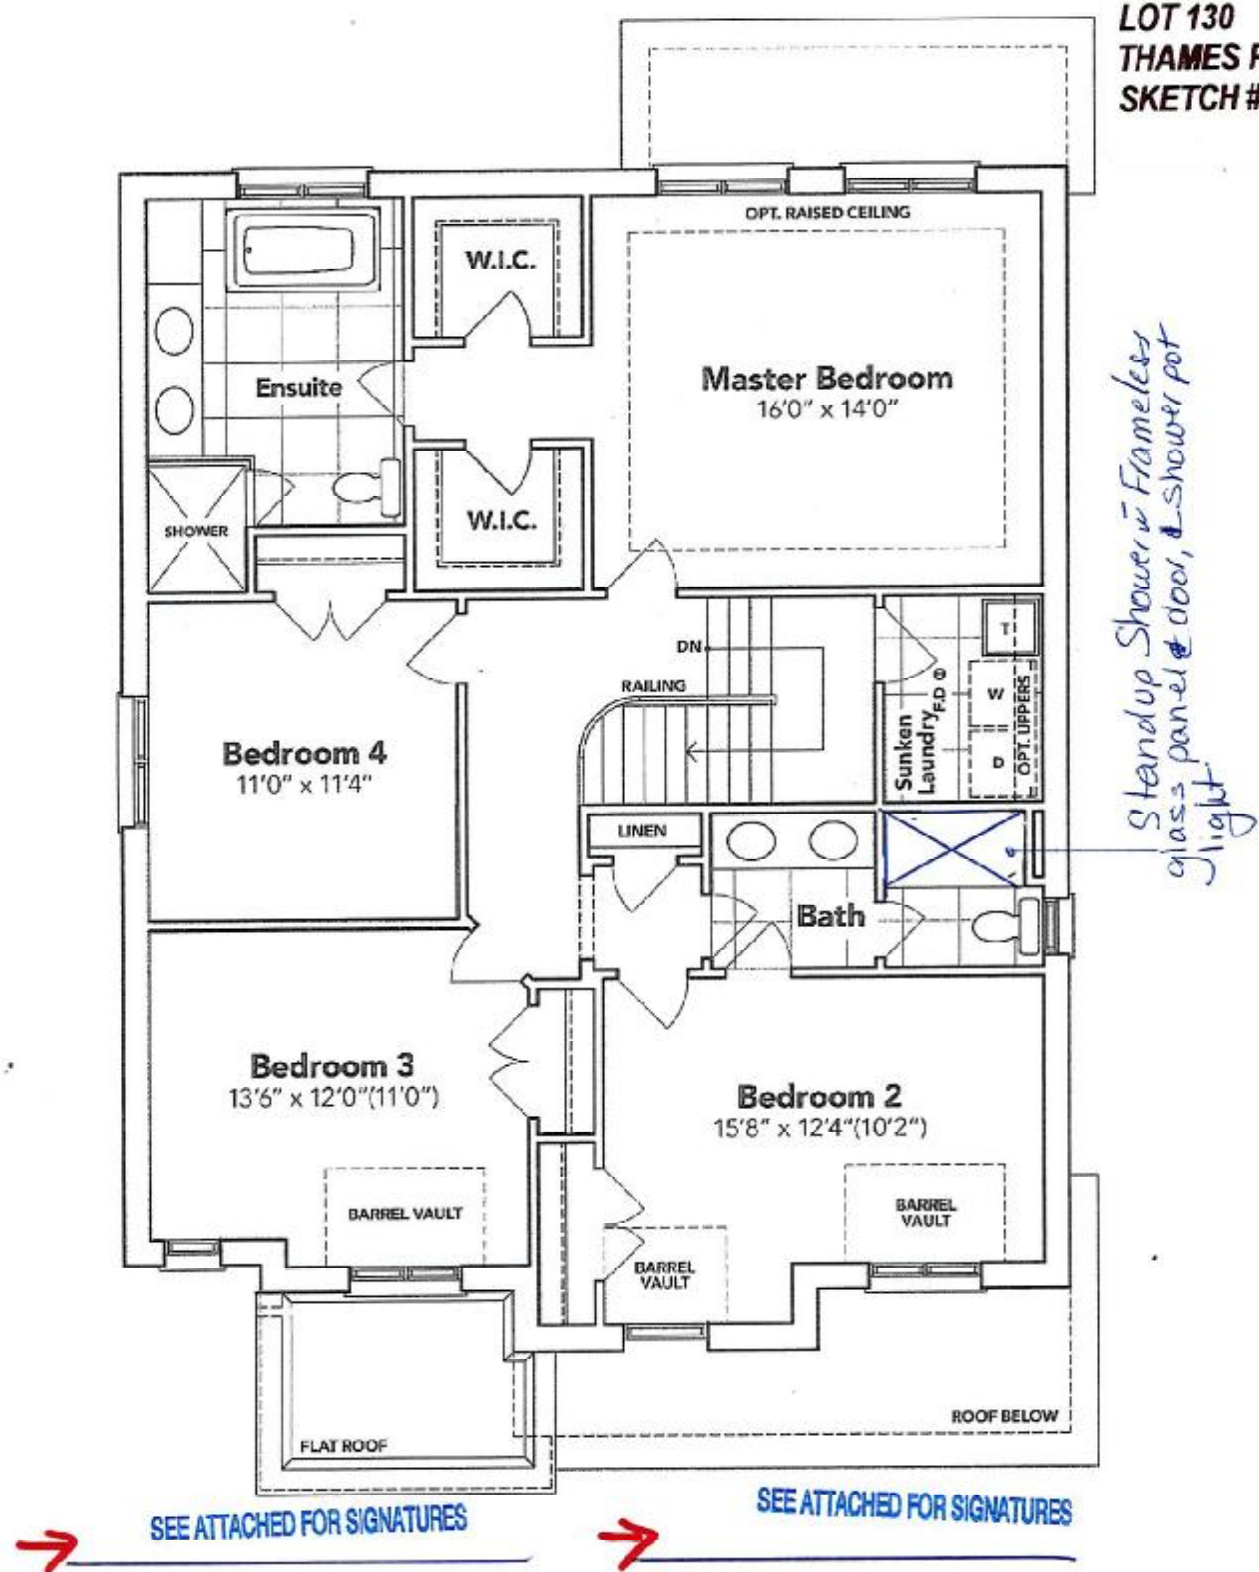 LOT 130
THAMES
SKETCH #
OPT. RAISED CEILING
W.I.C.
Master Bedroom
16'0" x 14'0"
Ensuite
W.I.C.
SHOWER
Standup Shower w̄ Frameless
glass panel & door, & shower pot
light
DN
RAILING
T
W
D
F.D
OPT. UPPERS
Sunken
Laundry
Bedroom 4
11'0" x 11'4"
LINEN
Bath
Bedroom 3
13'6" x 12'0"(11'0")
Bedroom 2
15'8" x 12'4"(10'2")
BARREL VAULT
BARREL
VAULT
BARREL
VAULT
FLAT ROOF
ROOF BELOW
SEE ATTACHED FOR SIGNATURES
SEE ATTACHED FOR SIGNATURES